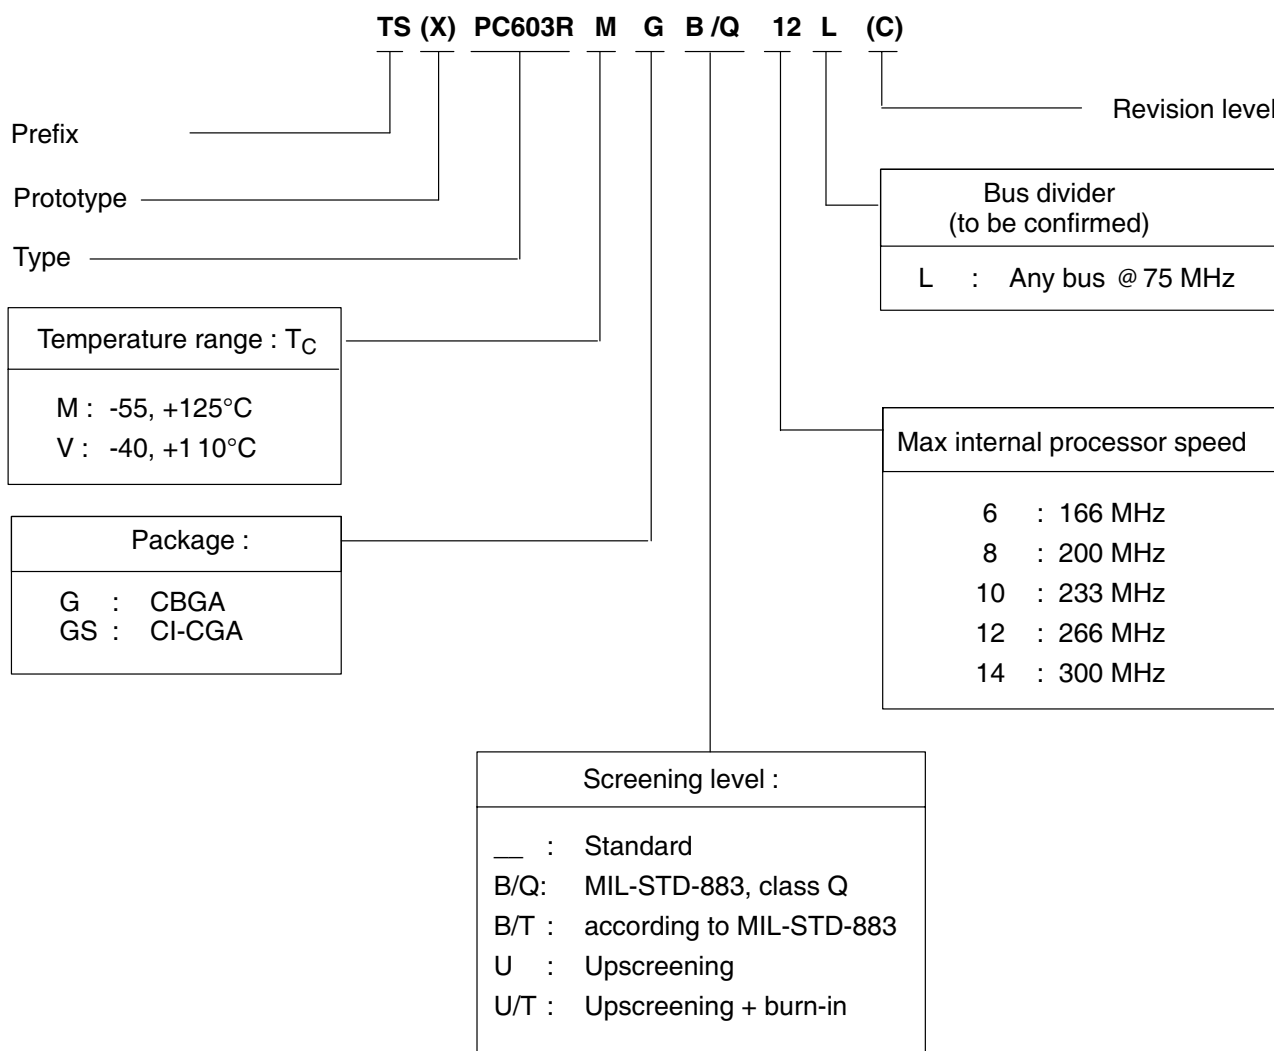 TS (X) PC603R M G B /Q 12 L (C)
Revision level
Prefix
Prototype
Type
Bus divider
(to be confirmed)
L : Any bus @ 75 MHz
Temperature range : TC
M : -55, +125°C
V : -40, +110°C
Max internal processor speed
6 : 166 MHz
8 : 200 MHz
10 : 233 MHz
12 : 266 MHz
14 : 300 MHz
Package :
G : CBGA
GS : CI-CGA
Screening level :
__ : Standard
B/Q: MIL-STD-883, class Q
B/T : according to MIL-STD-883
U : Upscreening
U/T : Upscreening + burn-in